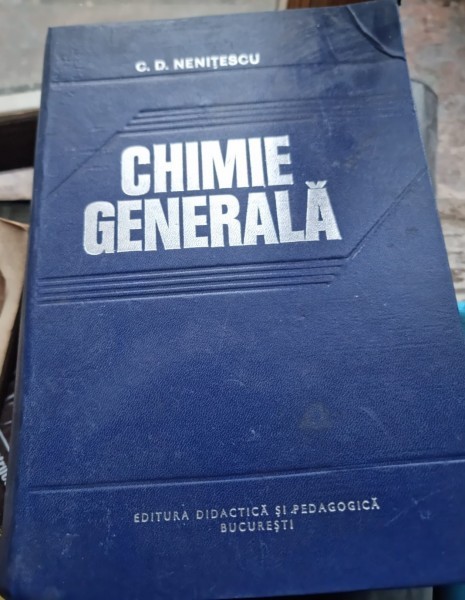 C. D. NENIȚESCU
CHIMIE
GENERALĂ
EDITURA DIDACTICĂ ȘI PEDAGOGICĂ
BUCUREȘTI